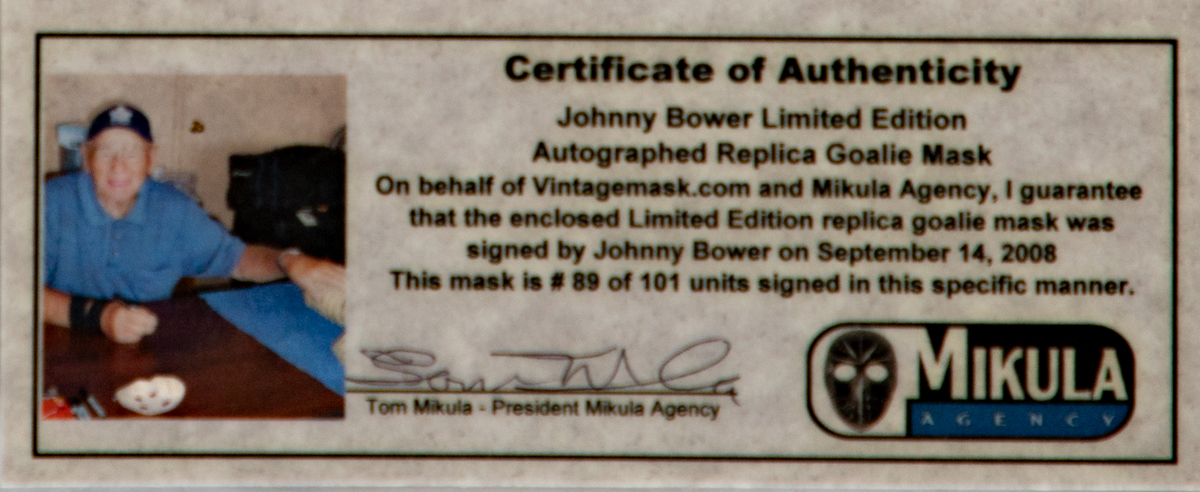 Certificate of Authenticity
Johnny Bower Limited Edition
Autographed Replica Goalie Mask
On behalf of Vintagemask.com and Mikula Agency, I guarantee
that the enclosed Limited Edition replica goalie mask was
signed by Johnny Bower on September 14, 2008
This mask is # 89 of 101 units signed in this specific manner.
Tom Mikula
Tom Mikula - President Mikula Agency
MIKULA
AGENCY